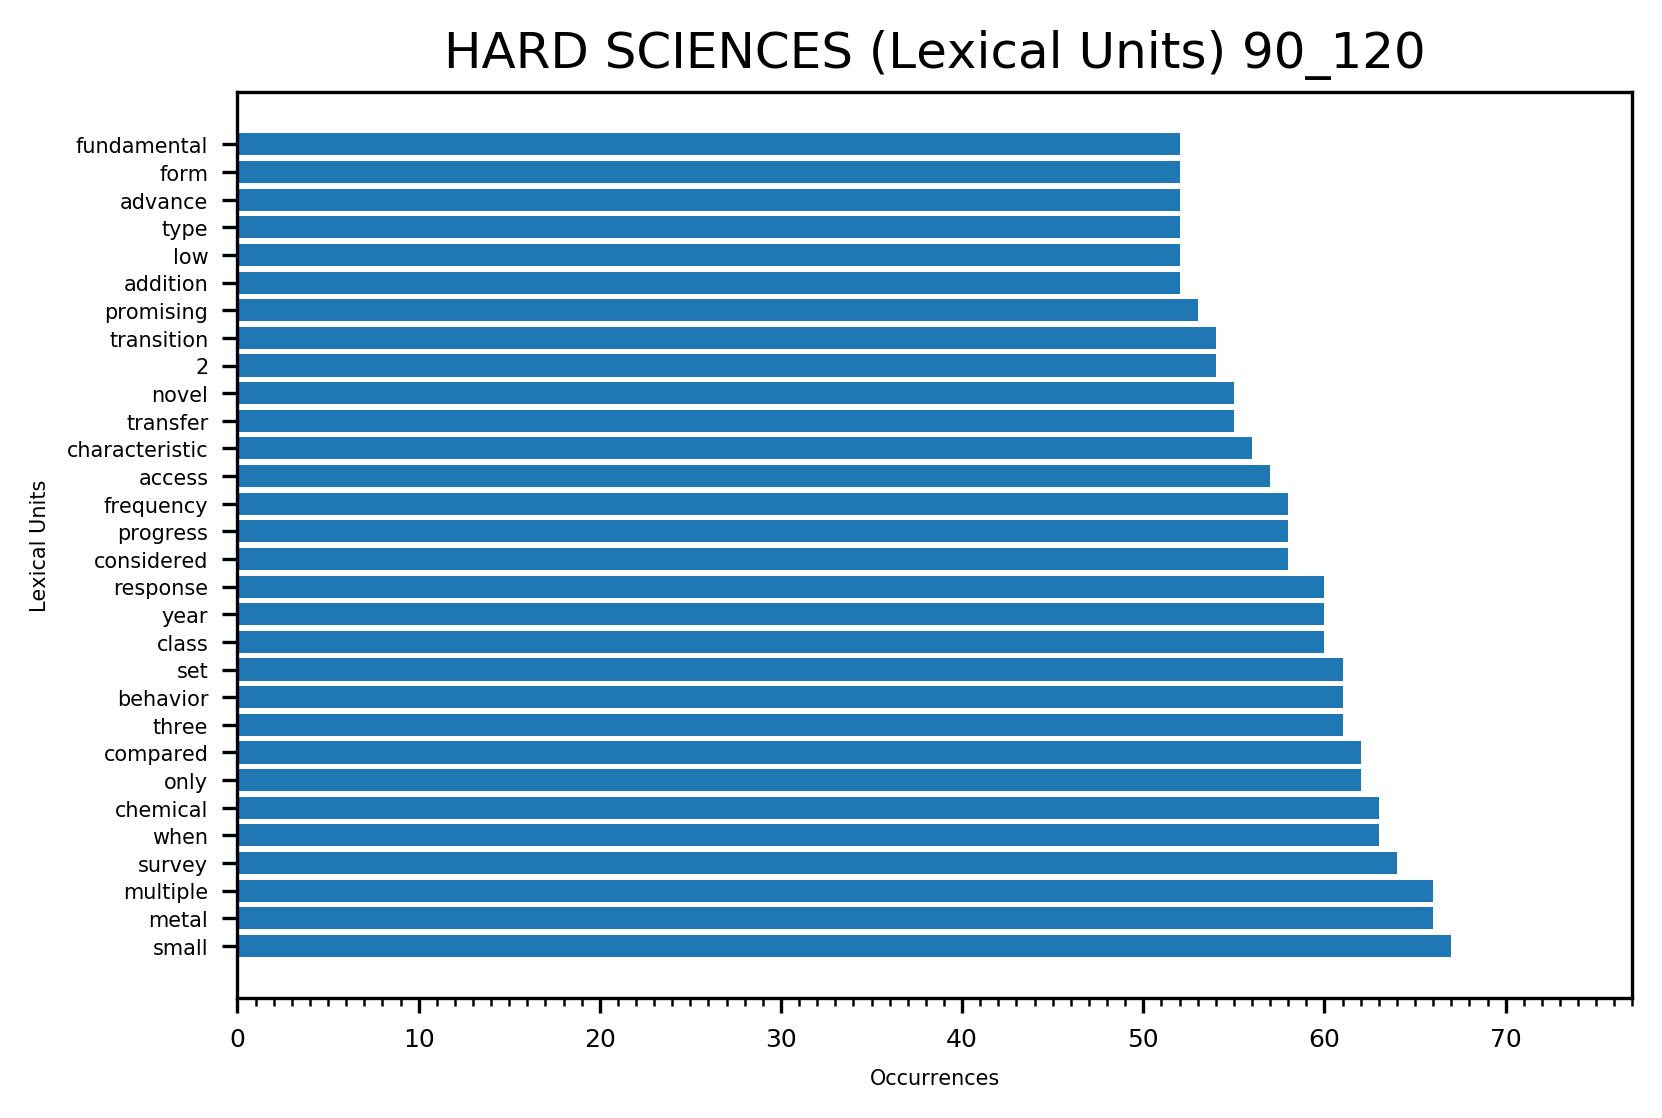 HARD SCIENCES (Lexical Units) 90_120
fundamental
form
advance
type
low
addition
promising
transition
2
novel
transfer
characteristic
access
frequency
progress
considered
response
year
class
set
behavior
three
compared
only
chemical
when
survey
multiple
metal
small
Lexical Units
0 10 20 30 40 50 60 70
Occurrences